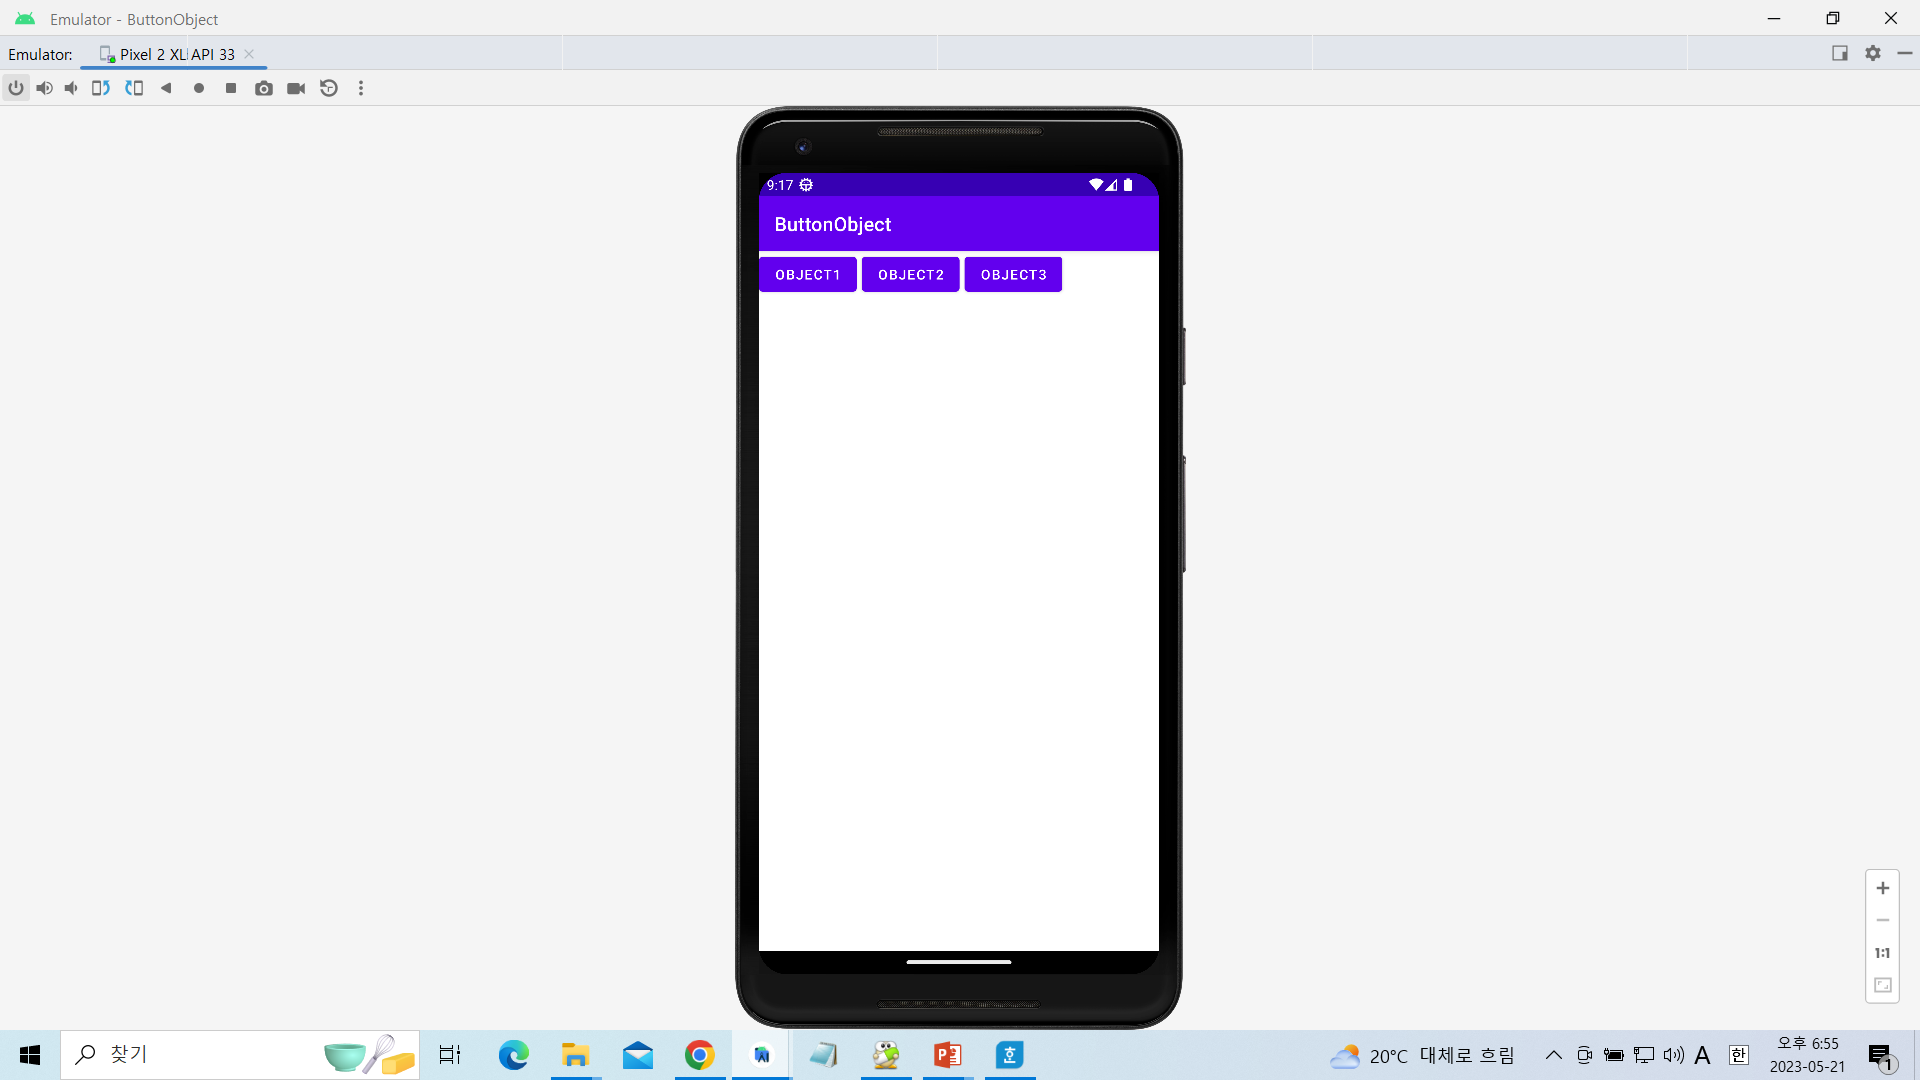 Emulator - ButtonObject
Emulator: Pixel 2 XL API 33
9:17
ButtonObject
OBJECT1 OBJECT2 OBJECT3
1:1
찾기
20°C 대체로 흐림 A 한
오후 6:55
2023-05-21
1